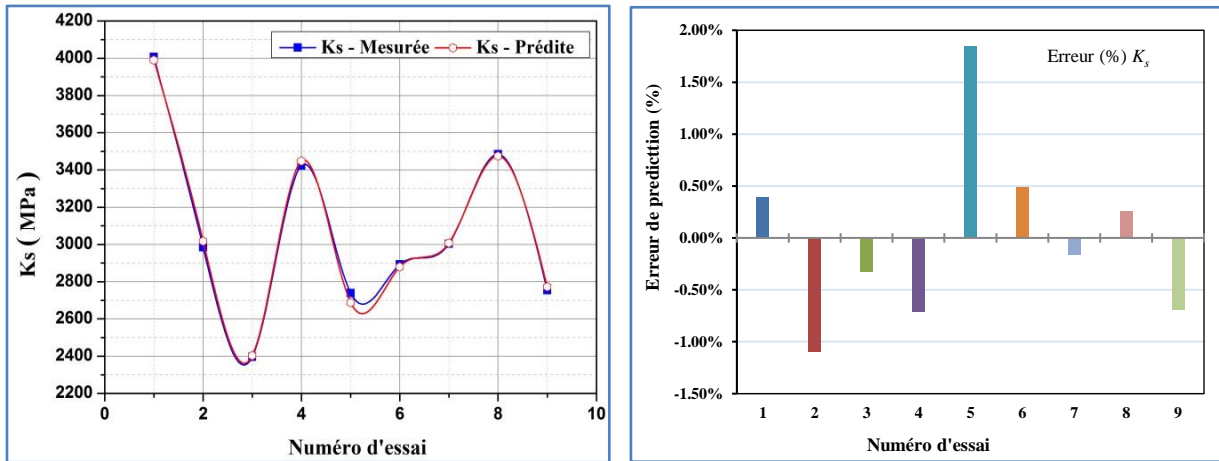 4200
4000
3800
3600
3400
3200
3000
2800
2600
2400
2200
Ks ( MPa)
Ks - Mesurée
Ks - Prédite
0 2 4 6 8 10
Numéro d'essai
2.00%
1.50%
1.00%
0.50%
0.00%
-0.50%
-1.00%
-1.50%
Erreur de predicttion (%)
Erreur (%) Ks
1 2 3 4 5 6 7 8 9
Numéro d'essai